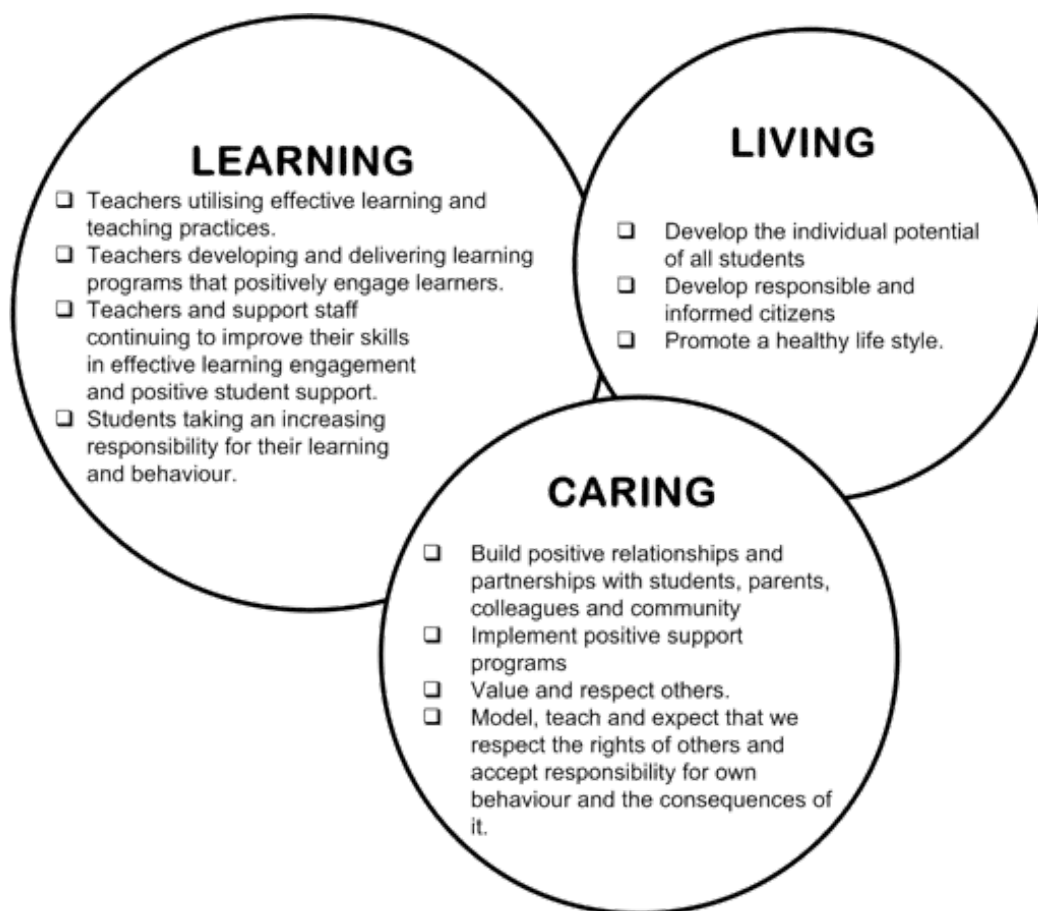 LEARNING
❑ Teachers utilising effective learning and
teaching practices.
❑ Teachers developing and delivering learning
programs that positively engage learners.
❑ Teachers and support staff
continuing to improve their skills
in effective learning engagement
and positive student support.
❑ Students taking an increasing
responsibility for their learning
and behaviour.
LIVING
❑ Develop the individual potential
of all students
❑ Develop responsible and
informed citizens
❑ Promote a healthy life style.
CARING
❑ Build positive relationships and
partnerships with students, parents,
colleagues and community
❑ Implement positive support
programs
❑ Value and respect others.
❑ Model, teach and expect that we
respect the rights of others and
accept responsibility for own
behaviour and the consequences of
it.